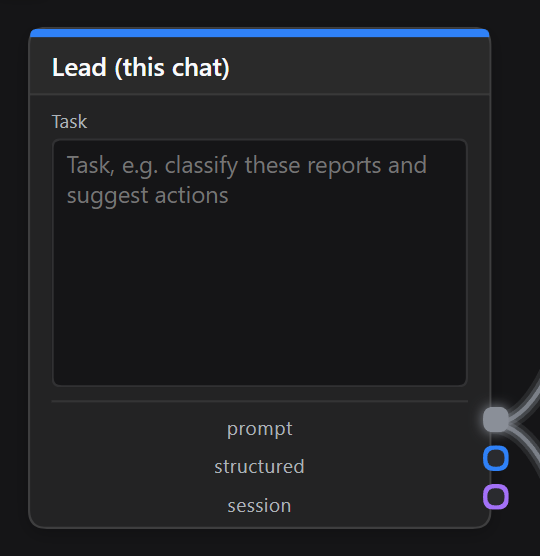 Lead (this chat)
Task
Task, e.g. classify these reports and
suggest actions
prompt
structured
session